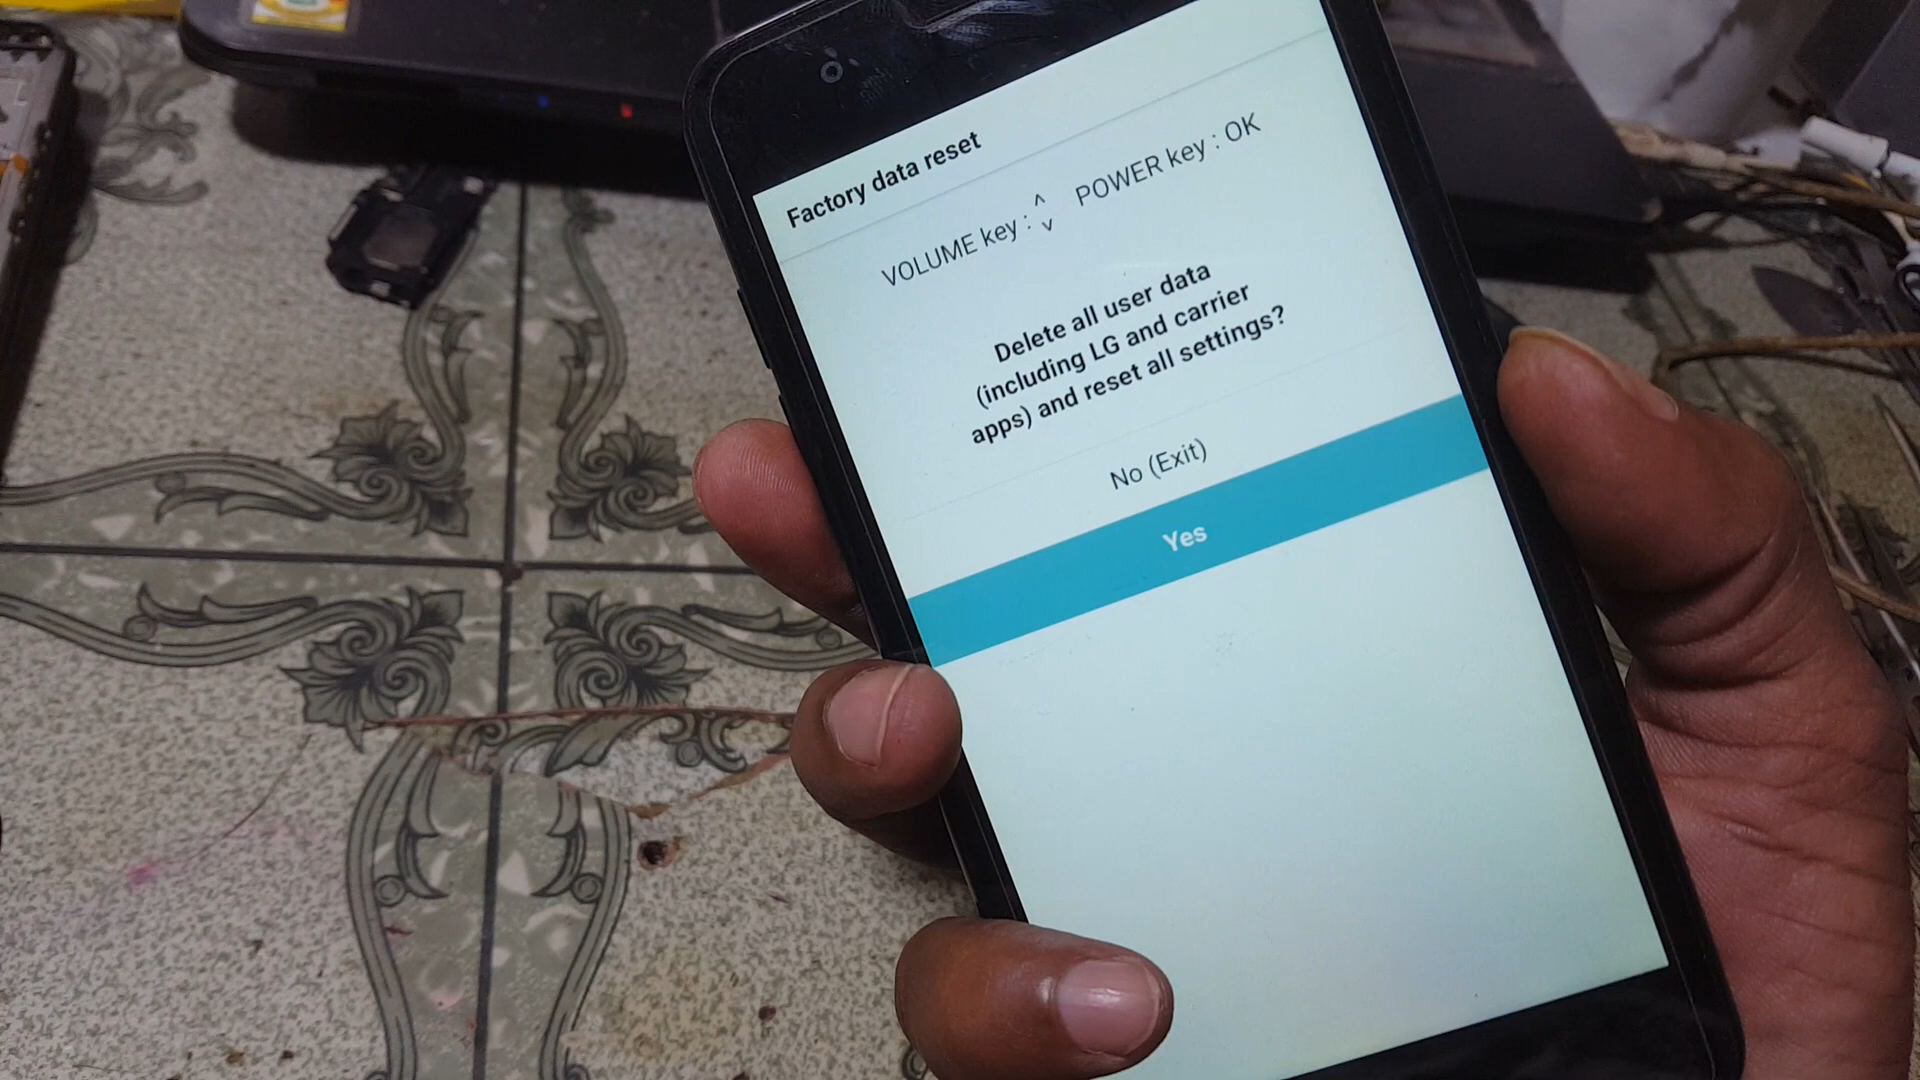 Factory data reset
VOLUME key : ^ v POWER key : OK
Delete all user data
(including LG and carrier
apps) and reset all settings?
No (Exit)
Yes